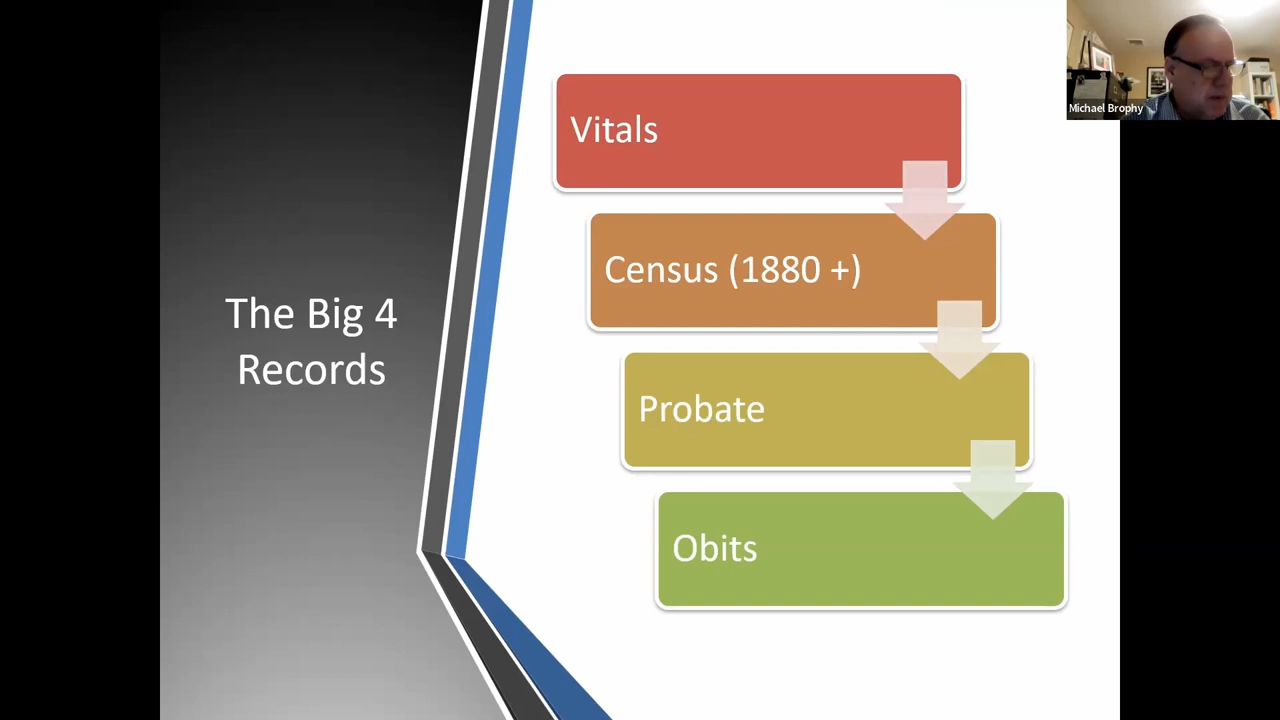 The Big 4
Records
Vitals
Census (1880 +)
Probate
Obits
Michael Brophy